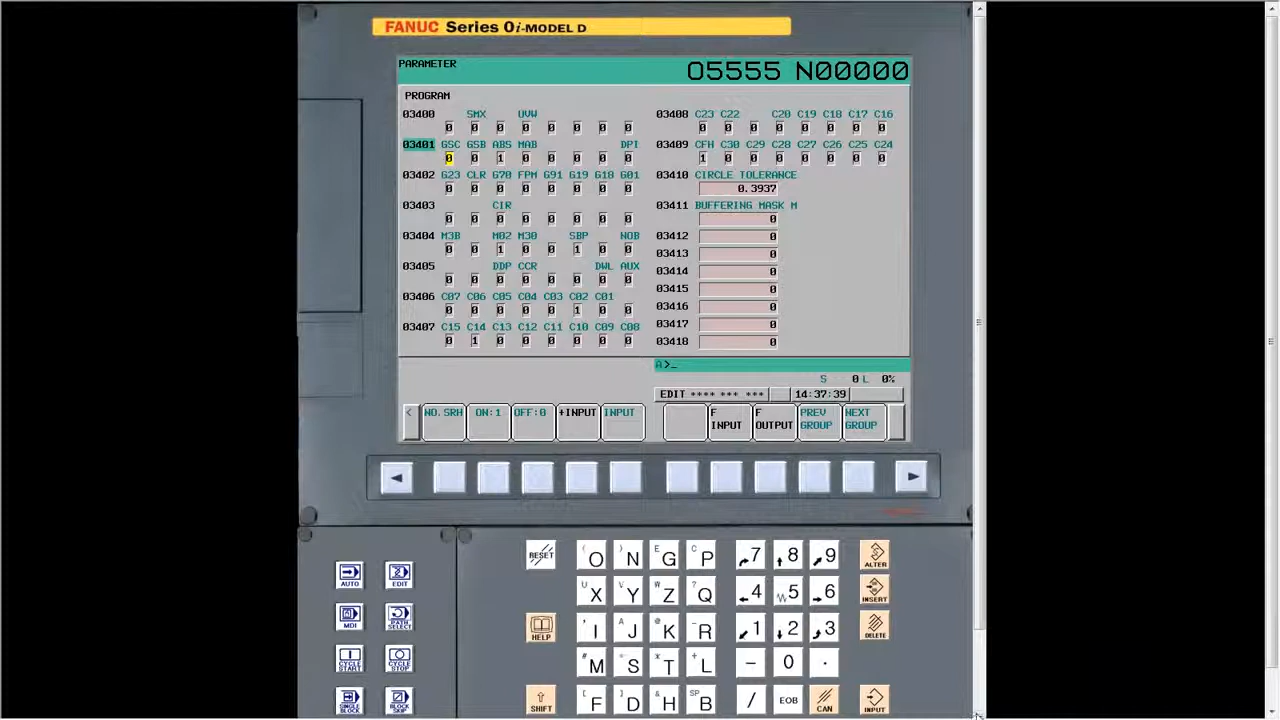 FANUC Series 0i-MODEL D
PARAMETER
O5555 N00000
PROGRAM
03400 SMX UVW
0 0 0 0 0 0 0 0
03401 GSC GSB ABS MAB DPI
0 0 1 0 0 0 0 0
03402 G23 CLR G70 FPM G91 G19 G18 G01
0 0 0 0 0 0 0 0
03403 CIR
0 0 0 0 0 0 0 0
03404 M3B M02 M30 SBP NOB
0 0 1 0 0 1 0 0
03405 DDP CCR DWL AUX
0 0 0 0 0 0 0 0
03406 C07 C06 C05 C04 C03 C02 C01
0 0 0 0 0 1 0 0
03407 C15 C14 C13 C12 C11 C10 C09 C08
0 1 0 0 0 0 0 0
03408 C23 C22 C20 C19 C18 C17 C16
0 0 0 0 0 0 0 0
03409 CFH C30 C29 C28 C27 C26 C25 C24
1 0 0 0 0 0 0 0
03410 CIRCLE TOLERANCE
0.3937
03411 BUFFERING MASK M
0
03412 0
03413 0
03414 0
03415 0
03416 0
03417 0
03418 0
A>_
S 0 L 0%
EDIT **** *** *** 14:37:39
< NO.SRH ON:1 OFF:0 +INPUT INPUT
F INPUT F OUTPUT PREV GROUP NEXT GROUP
RESET ( O ) N E G C P 7 8 9 ALTER
AUTO EDIT
U X V Y W Z ? Q 4 W 5 6 INSERT
MDI PATH SELECT
HELP , I A J @ K R 1 2 3 DELETE
CYCLE START CYCLE STOP
# M S * T + L - 0 .
SINGLE BLOCK BLOCK SKIP
SHIFT [ F ] D & H SP B / EOB CAN INPUT